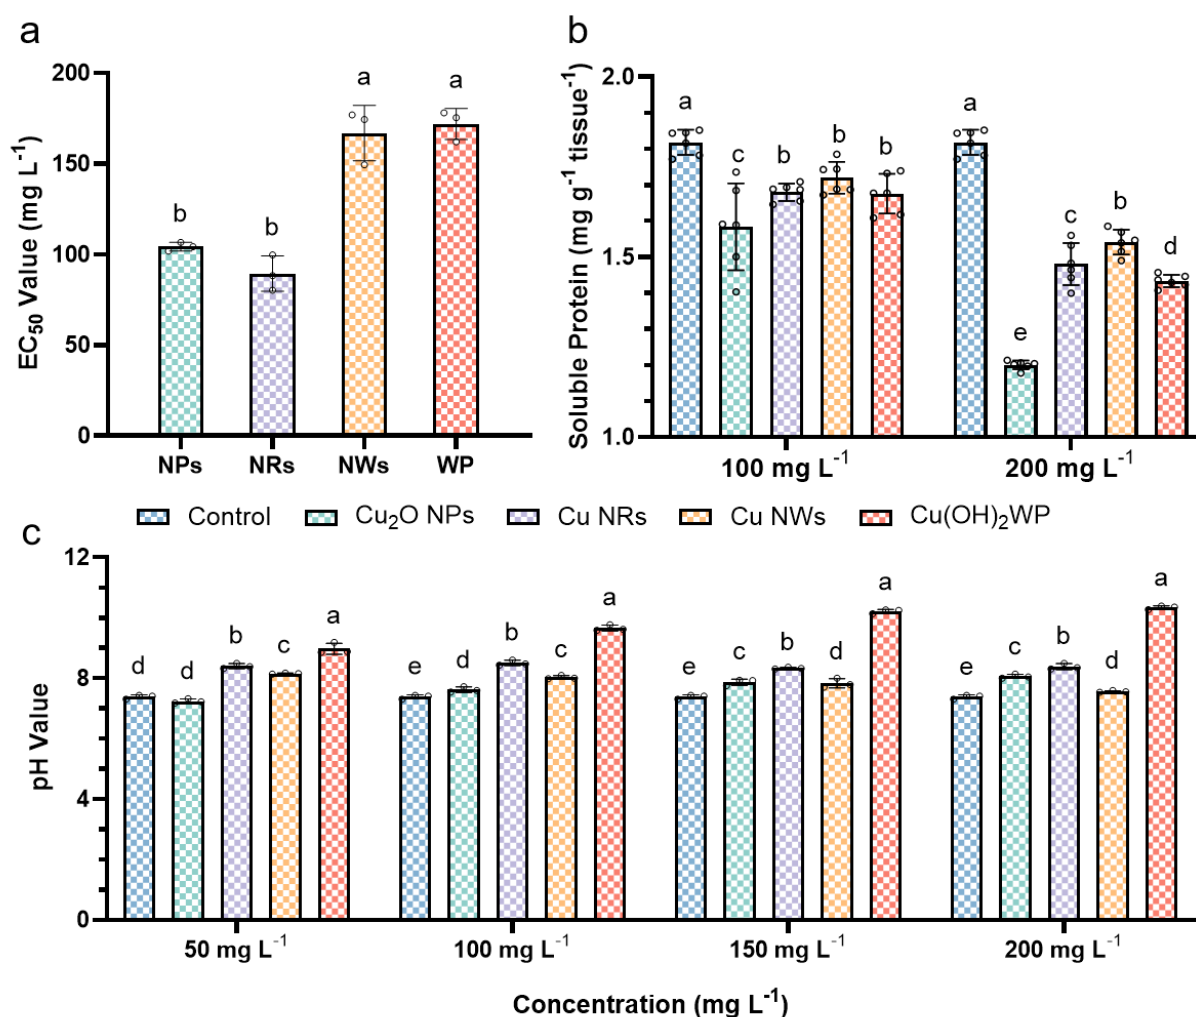 a
EC₅₀ Value (mg L⁻¹)
200
150
100
50
0
a
a
b
b
NPs NRs NWs WP
b
Soluble Protein (mg g⁻¹ tissue⁻¹)
2.0
1.5
1.0
a c b b b
a e c b d
100 mg L⁻¹ 200 mg L⁻¹
Control Cu₂O NPs Cu NRs Cu NWs Cu(OH)₂WP
c
pH Value
12
8
4
0
d d b c a
e d b c a
e c b d a
e c b d a
50 mg L⁻¹ 100 mg L⁻¹ 150 mg L⁻¹ 200 mg L⁻¹
Concentration (mg L⁻¹)